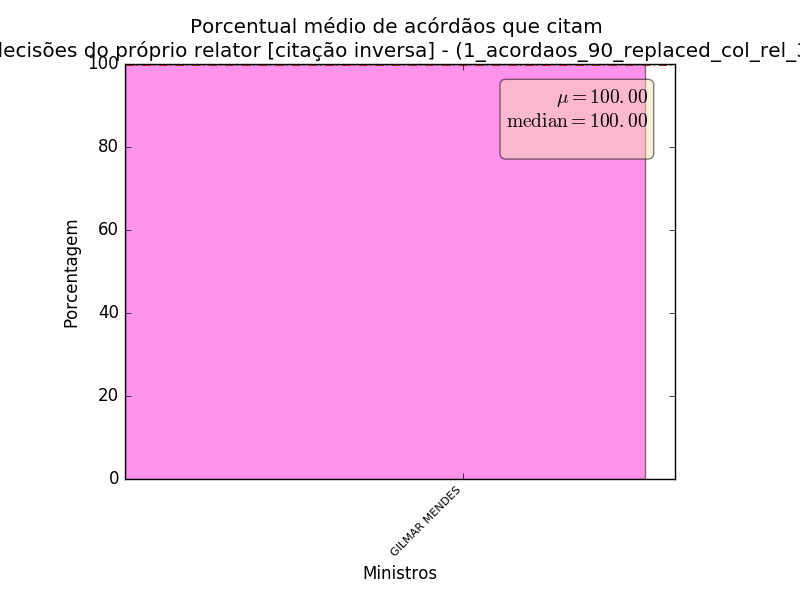 Porcentual médio de acórdãos que citam
decisões do próprio relator [citação inversa] - (1_acordaos_90_replaced_col_rel_3
μ = 100.00
median = 100.00
100
80
60
40
20
0
Porcentagem
GILMAR MENDES
Ministros